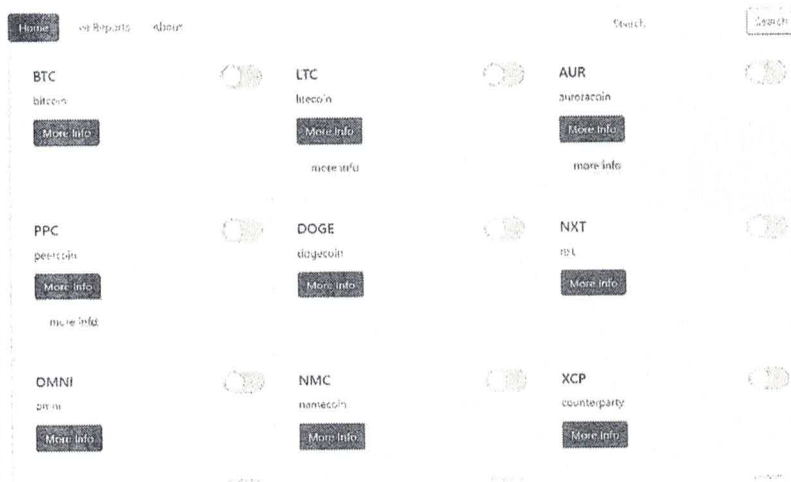 Home Reports About Search Search
BTC LTC AUR
bitcoin litecoin auroracoin
More Info More Info More Info
more info more info
PPC DOGE NXT
peercoin dogecoin nxt
More Info More Info More Info
more info
OMNI NMC XCP
omni namecoin counterparty
More Info More Info More Info